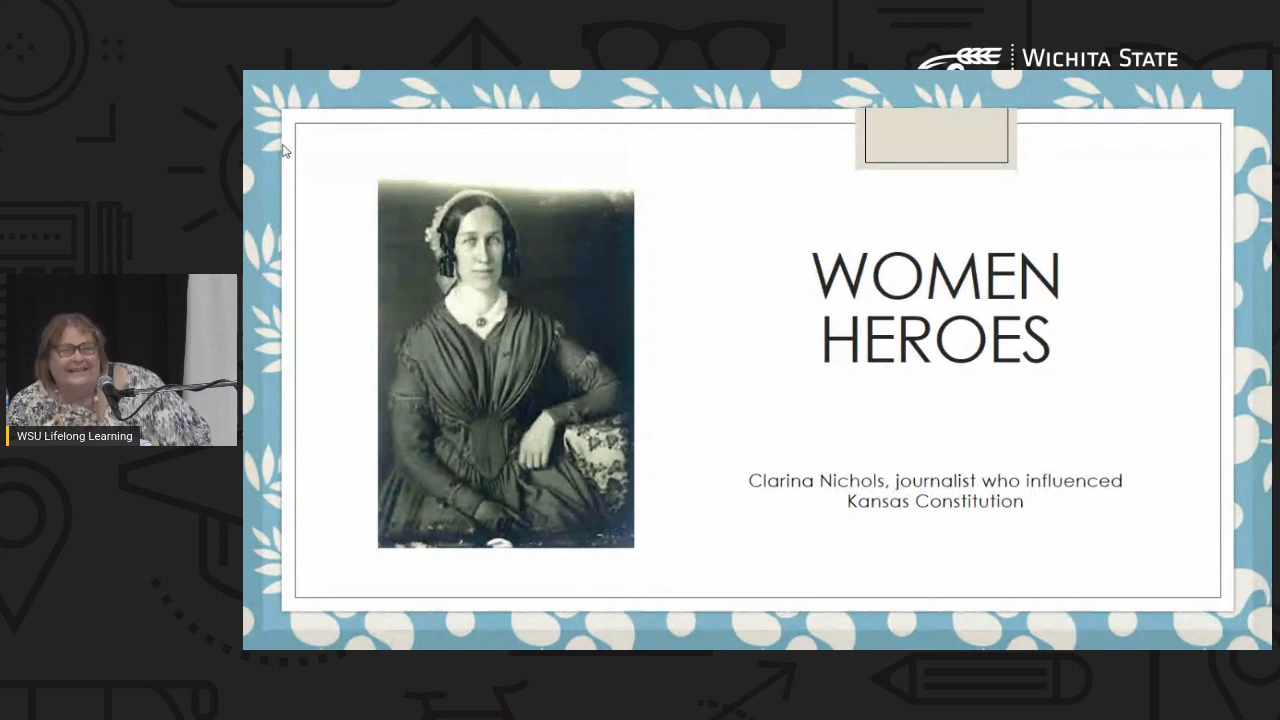 WICHITA STATE
WOMEN
HEROES
Clarina Nichols, journalist who influenced
Kansas Constitution
WSU Lifelong Learning